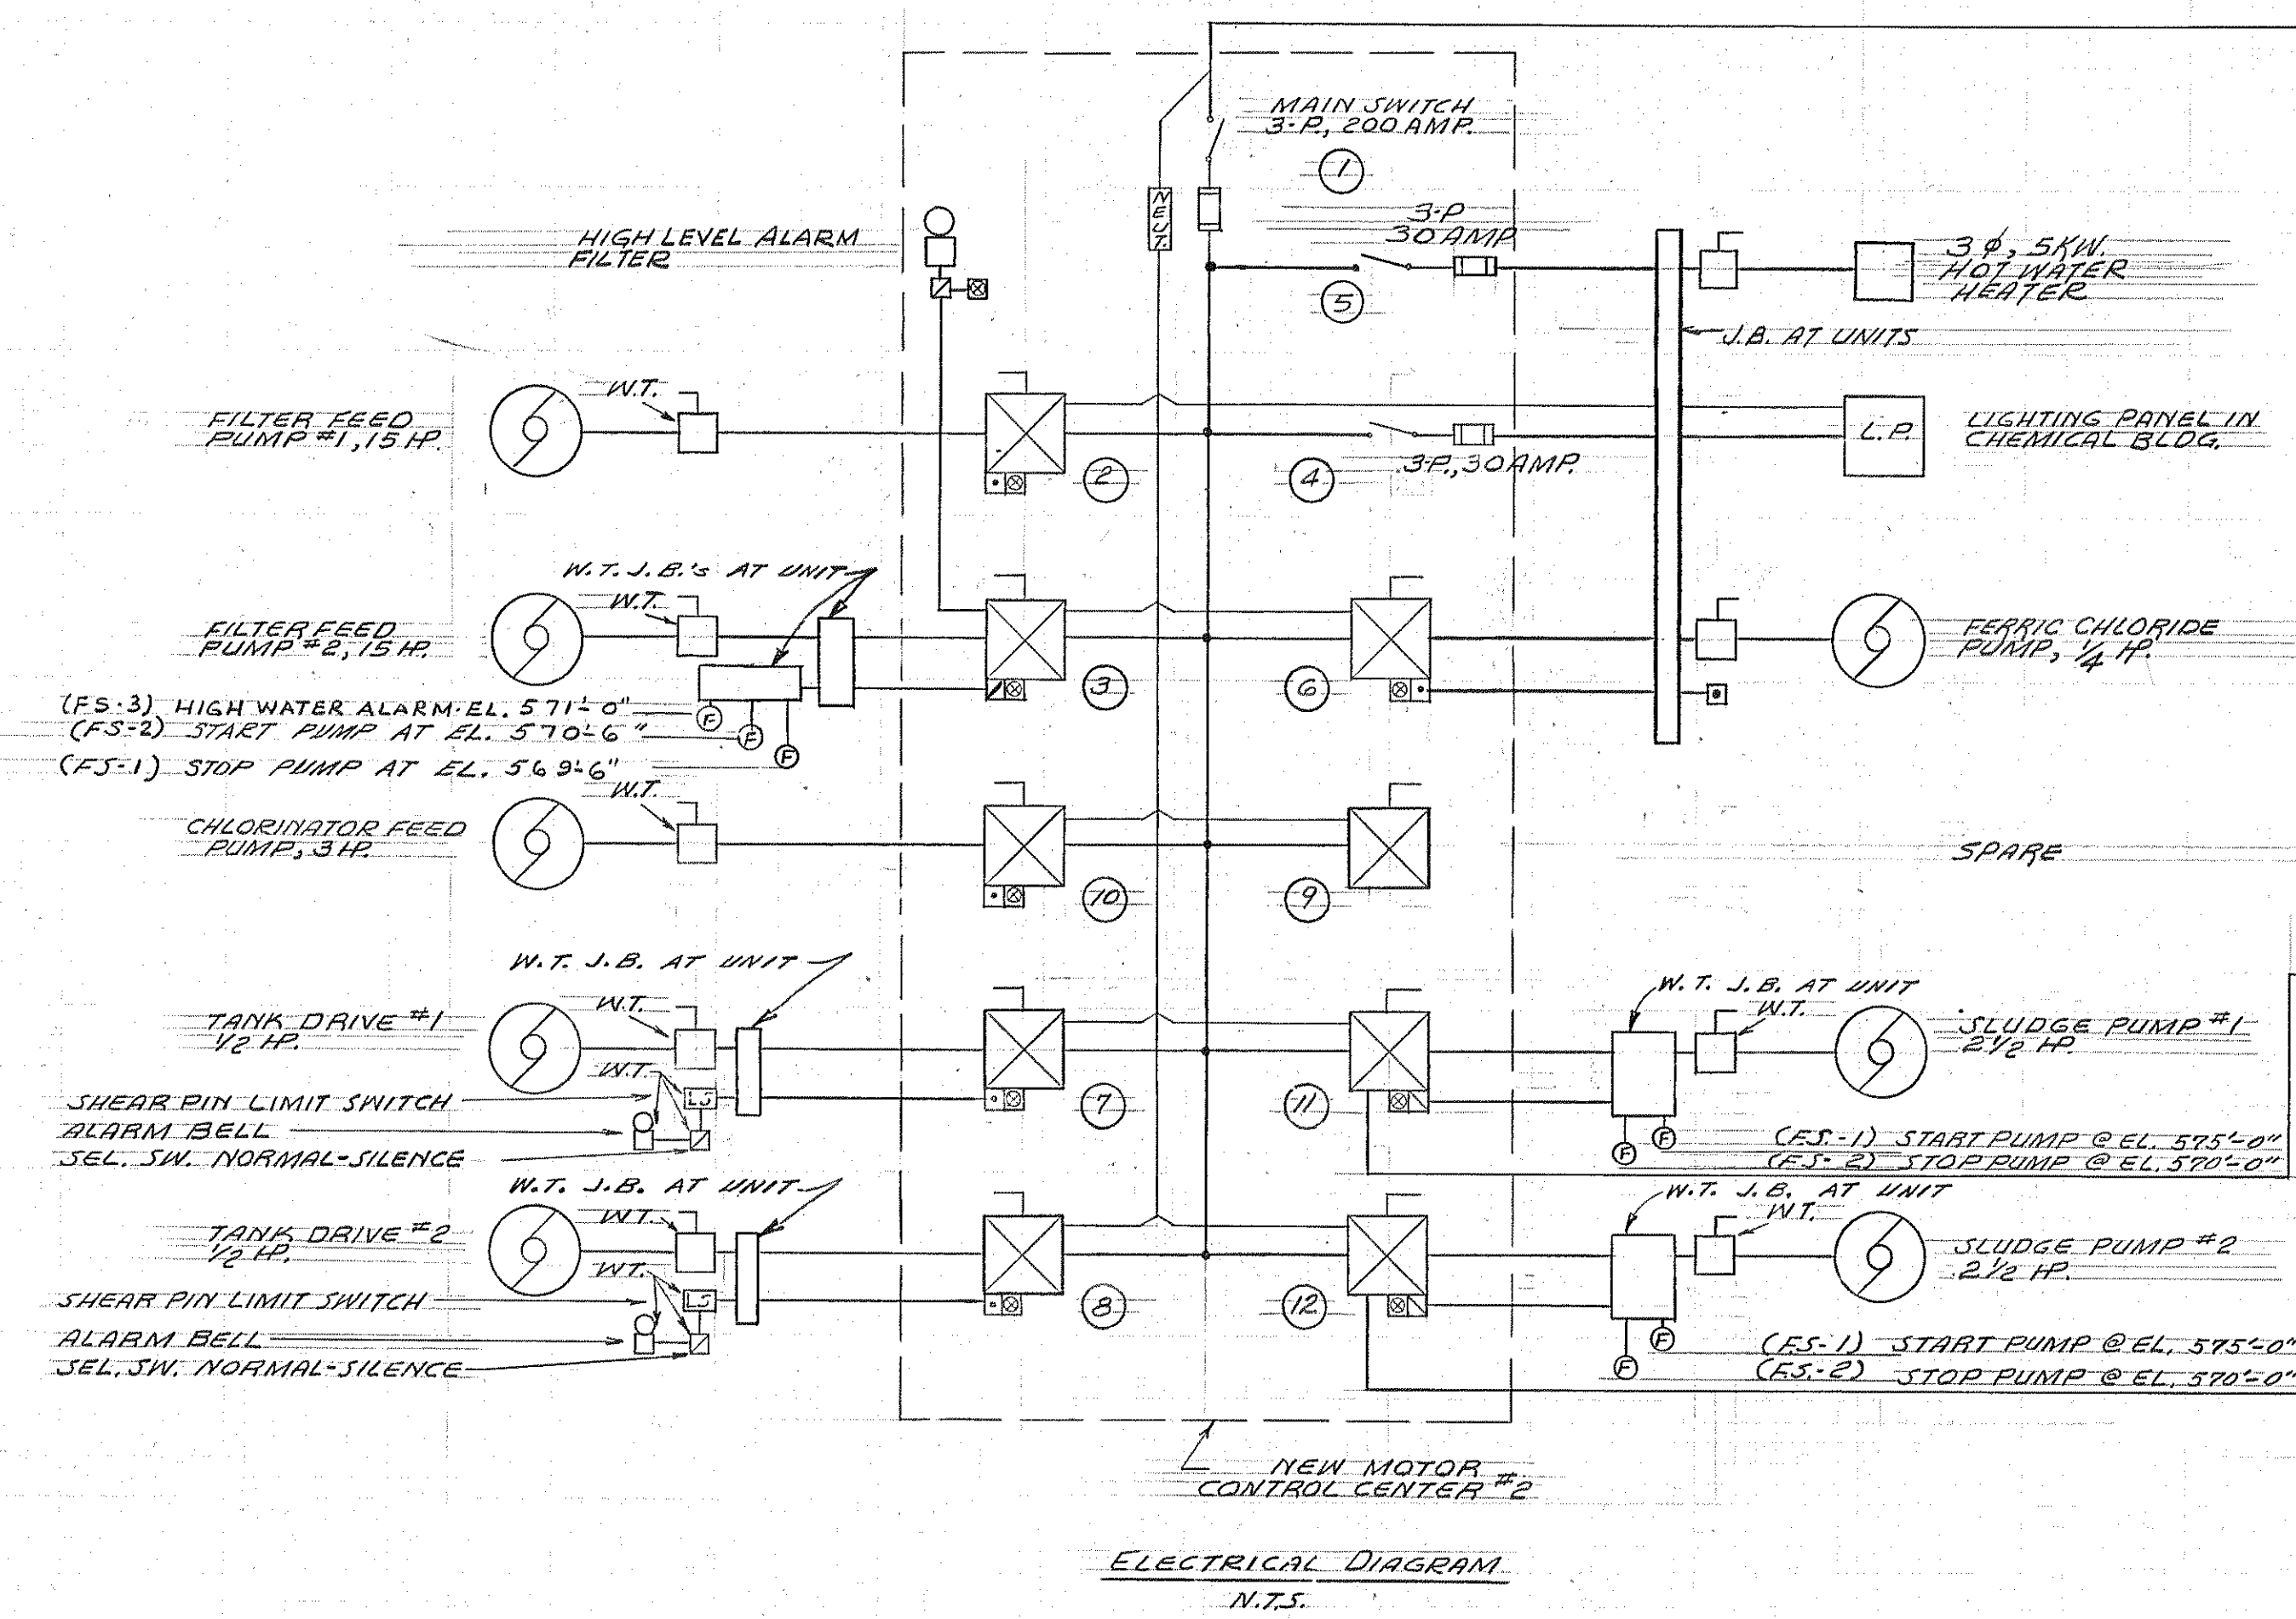 MAIN SWITCH
3-P., 200 AMP.
1
NEUT.
3-P
30 AMP
5
HIGH LEVEL ALARM
FILTER
3 φ, 5KW.
HOT WATER
HEATER
J.B. AT UNITS
FILTER FEED
PUMP #1, 15 HP.
W.T.
2
4
3-P., 30 AMP.
L.P.
LIGHTING PANEL IN
CHEMICAL BLDG.
W.T. J.B.'s AT UNIT
W.T.
FILTER FEED
PUMP #2, 15 HP.
3
6
FERRIC CHLORIDE
PUMP, 1/4 HP.
(FS-3) HIGH WATER ALARM-EL. 571'-0"
F
(FS-2) START PUMP AT EL. 570'-6"
F
(FS-1) STOP PUMP AT EL. 569'-6"
F
W.T.
CHLORINATOR FEED
PUMP, 3 HP.
10
9
SPARE
W.T. J.B. AT UNIT
W.T.
TANK DRIVE #1
1/2 HP.
W.T.
LS
SHEAR PIN LIMIT SWITCH
ALARM BELL
SEL. SW. NORMAL-SILENCE
7
11
W.T. J.B. AT UNIT
W.T.
SLUDGE PUMP #1
2 1/2 HP.
F
F
(F.S.-1) START PUMP @ EL. 575'-0"
(F.S-2) STOP PUMP @ EL. 570'-0"
W.T. J.B. AT UNIT
W.T.
TANK DRIVE #2
1/2 HP.
W.T.
LS
SHEAR PIN LIMIT SWITCH
ALARM BELL
SEL. SW. NORMAL-SILENCE
8
12
W.T. J.B. AT UNIT
W.T.
SLUDGE PUMP #2
2 1/2 HP.
F
F
(F.S-1) START PUMP @ EL. 575'-0"
(F.S.-2) STOP PUMP @ EL. 570'-0"
NEW MOTOR
CONTROL CENTER #2
ELECTRICAL DIAGRAM
N.T.S.